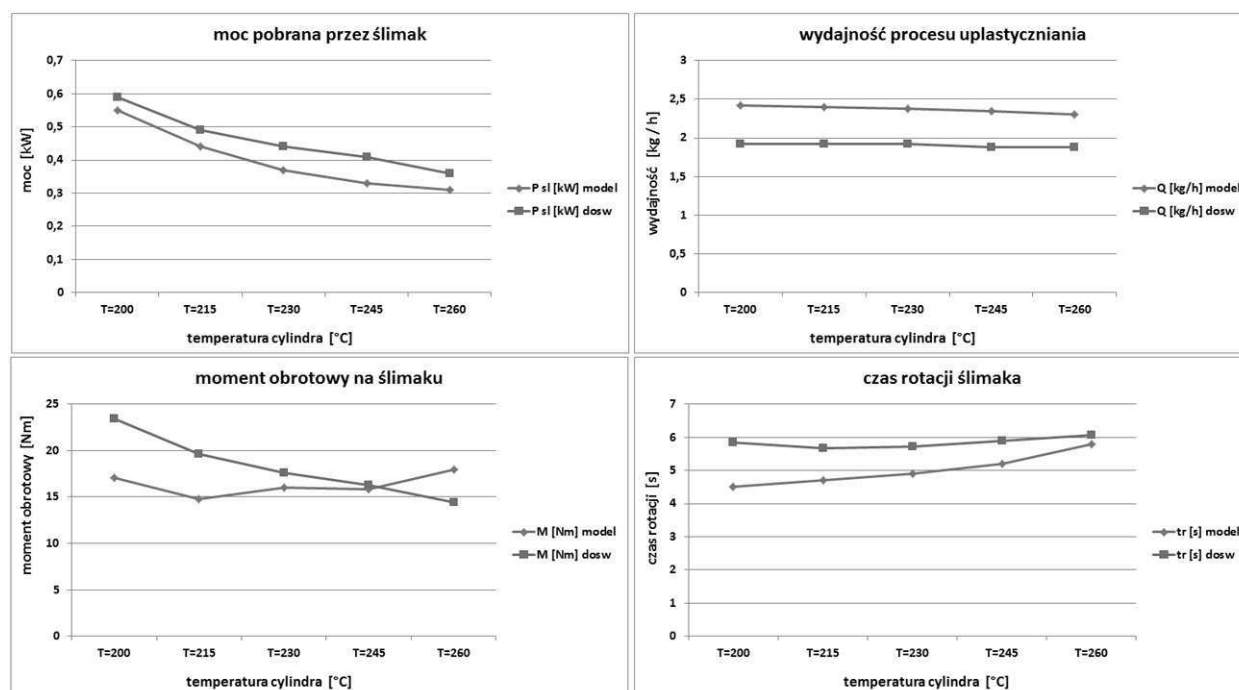 moc pobrana przez ślimak
moc [kW]
0,7
0,6
0,5
0,4
0,3
0,2
0,1
0
T=200 T=215 T=230 T=245 T=260
temperatura cylindra [°C]
P sl [kW] model
P sl [kW] dosw
wydajność procesu uplastyczniania
wydajność [kg / h]
3
2,5
2
1,5
1
0,5
0
T=200 T=215 T=230 T=245 T=260
temperatura cylindra [°C]
Q [kg/h] model
Q [kg/h] dosw
moment obrotowy na ślimaku
moment obrotowy [Nm]
25
20
15
10
5
0
T=200 T=215 T=230 T=245 T=260
temperatura cylindra [°C]
M [Nm] model
M [Nm] dosw
czas rotacji ślimaka
czas rotacji [s]
7
6
5
4
3
2
1
0
T=200 T=215 T=230 T=245 T=260
temperatura cylindra [°C]
tr [s] model
tr [s] dosw